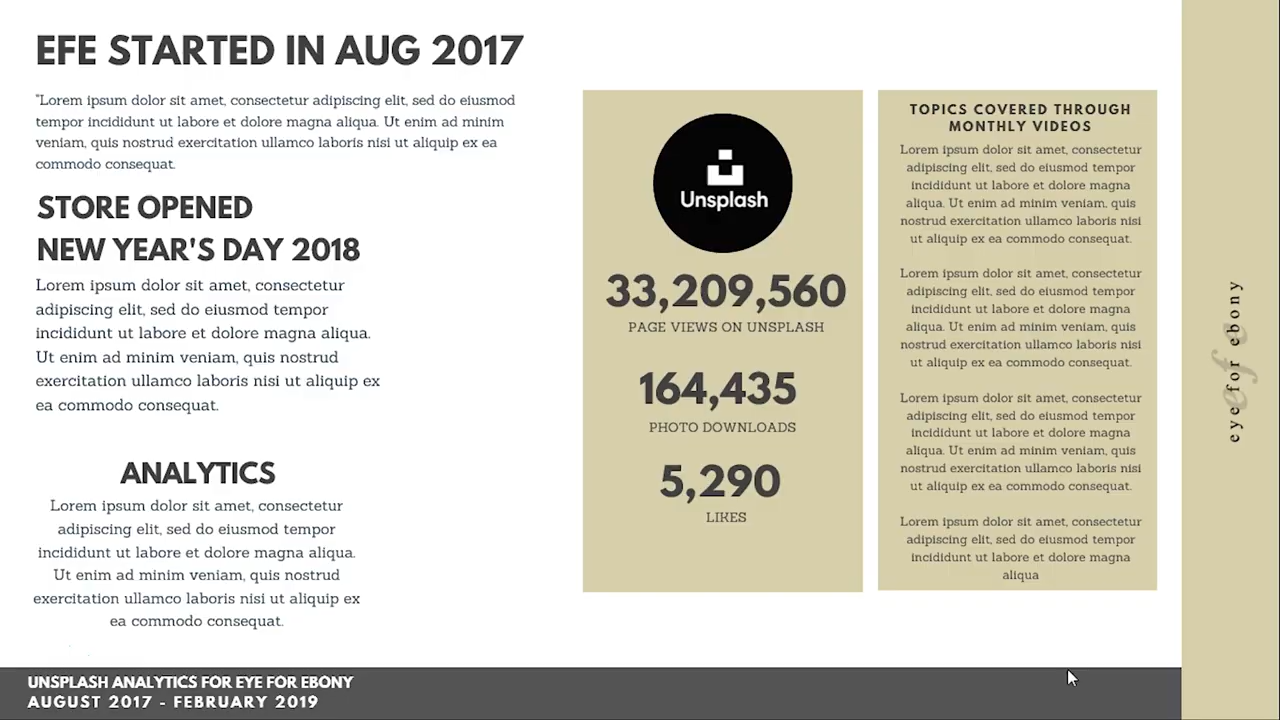 EFE STARTED IN AUG 2017
"Lorem ipsum dolor sit amet, consectetur adipiscing elit, sed do eiusmod
tempor incididunt ut labore et dolore magna aliqua. Ut enim ad minim
veniam, quis nostrud exercitation ullamco laboris nisi ut aliquip ex ea
commodo consequat.
STORE OPENED
NEW YEAR'S DAY 2018
Lorem ipsum dolor sit amet, consectetur
adipiscing elit, sed do eiusmod tempor
incididunt ut labore et dolore magna aliqua.
Ut enim ad minim veniam, quis nostrud
exercitation ullamco laboris nisi ut aliquip ex
ea commodo consequat.
ANALYTICS
Lorem ipsum dolor sit amet, consectetur
adipiscing elit, sed do eiusmod tempor
incididunt ut labore et dolore magna aliqua.
Ut enim ad minim veniam, quis nostrud
exercitation ullamco laboris nisi ut aliquip ex
ea commodo consequat.
Unsplash
33,209,560
PAGE VIEWS ON UNSPLASH
164,435
PHOTO DOWNLOADS
5,290
LIKES
TOPICS COVERED THROUGH
MONTHLY VIDEOS
Lorem ipsum dolor sit amet, consectetur
adipiscing elit, sed do eiusmod tempor
incididunt ut labore et dolore magna
aliqua. Ut enim ad minim veniam, quis
nostrud exercitation ullamco laboris nisi
ut aliquip ex ea commodo consequat.
Lorem ipsum dolor sit amet, consectetur
adipiscing elit, sed do eiusmod tempor
incididunt ut labore et dolore magna
aliqua. Ut enim ad minim veniam, quis
nostrud exercitation ullamco laboris nisi
ut aliquip ex ea commodo consequat.
Lorem ipsum dolor sit amet, consectetur
adipiscing elit, sed do eiusmod tempor
incididunt ut labore et dolore magna
aliqua. Ut enim ad minim veniam, quis
nostrud exercitation ullamco laboris nisi
ut aliquip ex ea commodo consequat.
Lorem ipsum dolor sit amet, consectetur
adipiscing elit, sed do eiusmod tempor
incididunt ut labore et dolore magna
aliqua
efe
eye for ebony
UNSPLASH ANALYTICS FOR EYE FOR EBONY
AUGUST 2017 - FEBRUARY 2019